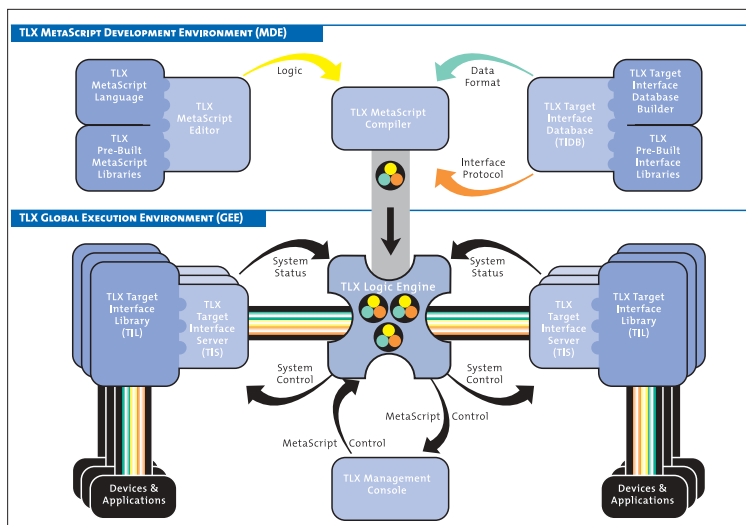 TLX MetaScript Development Environment (MDE)
TLX
MetaScript
Language
TLX
Pre-Built
MetaScript
Libraries
TLX
MetaScript
Editor
Logic
TLX MetaScript
Compiler
Data
Format
Interface
Protocol
TLX Target
Interface
Database
(TIDB)
TLX Target
Interface
Database
Builder
TLX
Pre-Built
Interface
Libraries
TLX Global Execution Environment (GEE)
TLX Target
Interface
Library
(TIL)
TLX
Target
Interface
Server
(TIS)
System
Status
System
Control
TLX Logic Engine
System
Status
System
Control
TLX
Target
Interface
Server
(TIS)
TLX Target
Interface
Library
(TIL)
MetaScript Control
MetaScript Control
TLX Management
Console
Devices &
Applications
Devices &
Applications